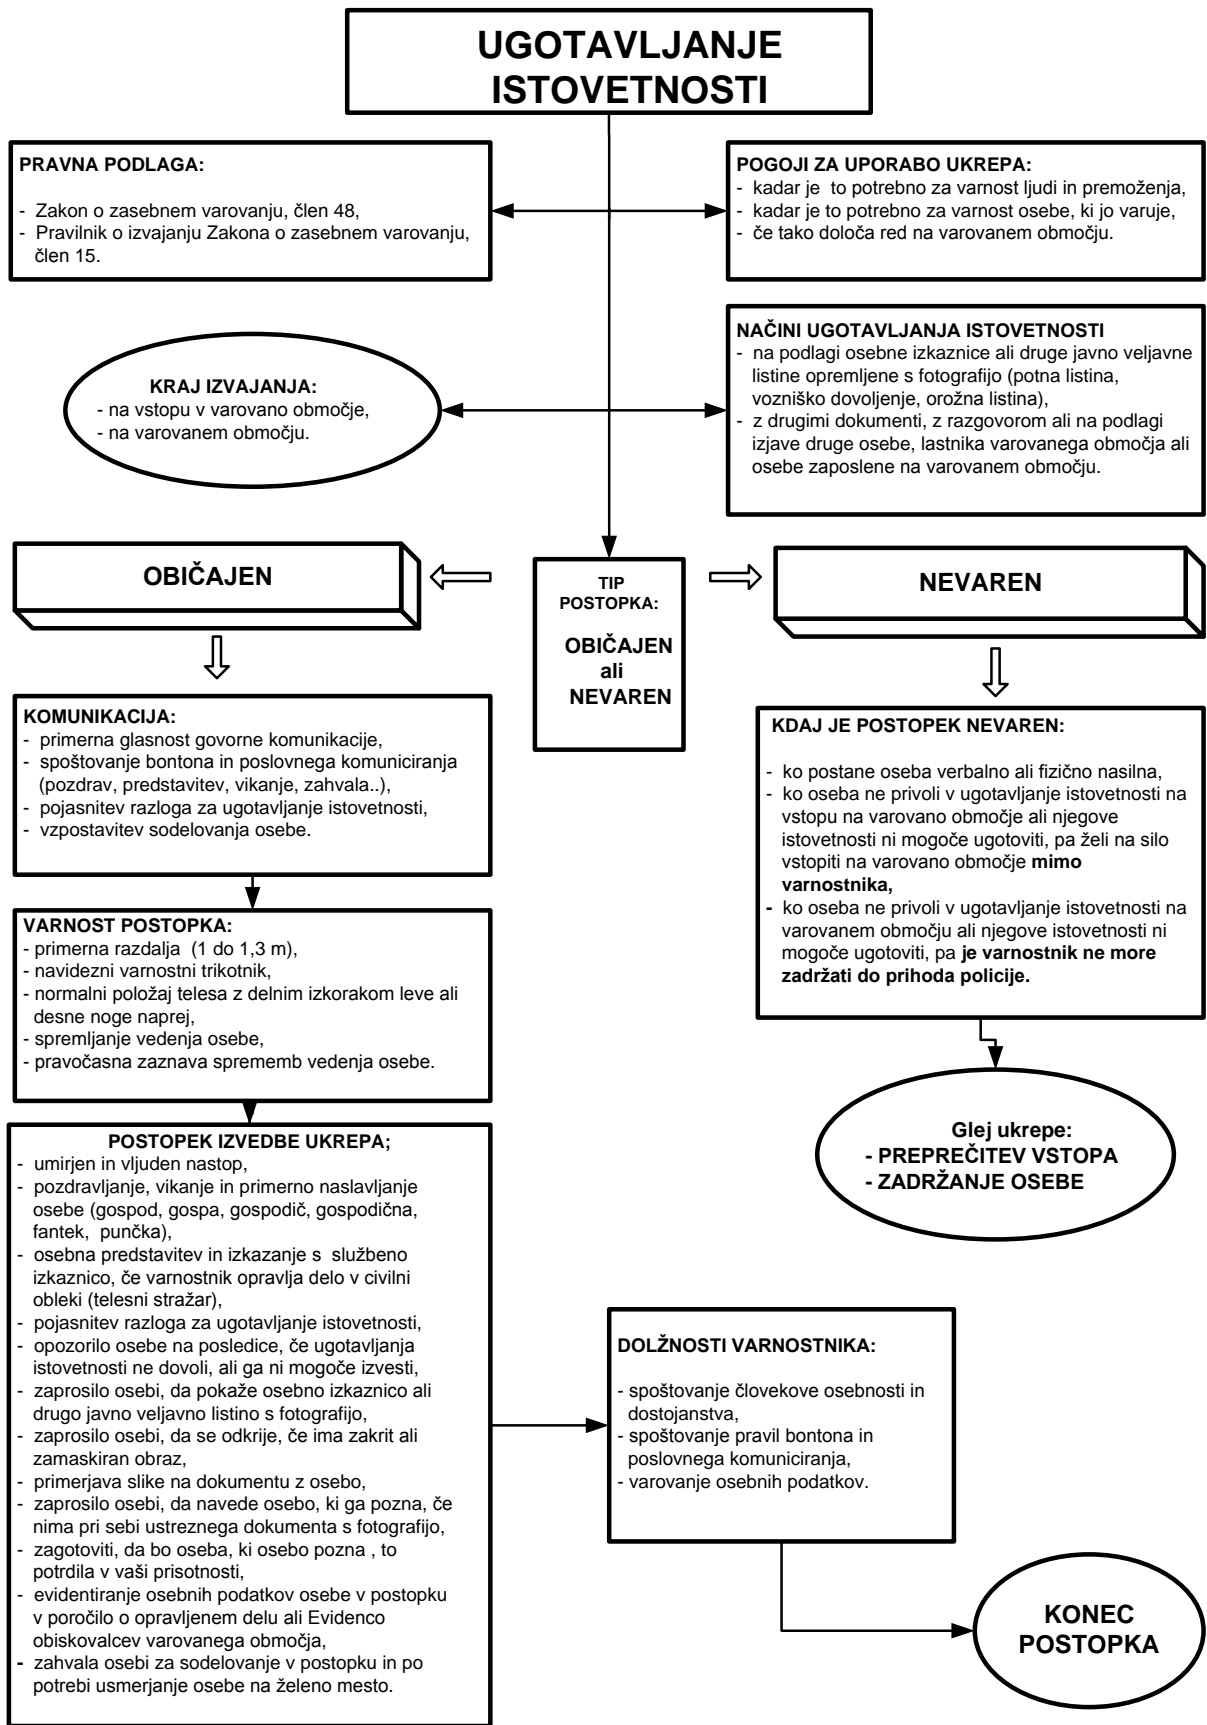 UGOTAVLJANJE
ISTOVETNOSTI
PRAVNA PODLAGA:
- Zakon o zasebnem varovanju, člen 48,
- Pravilnik o izvajanju Zakona o zasebnem varovanju,
člen 15.
POGOJI ZA UPORABO UKREPA:
- kadar je to potrebno za varnost ljudi in premoženja,
- kadar je to potrebno za varnost osebe, ki jo varuje,
- če tako določa red na varovanem območju.
KRAJ IZVAJANJA:
- na vstopu v varovano območje,
- na varovanem območju.
NAČINI UGOTAVLJANJA ISTOVETNOSTI
- na podlagi osebne izkaznice ali druge javno veljavne
listine opremljene s fotografijo (potna listina,
vozniško dovoljenje, orožna listina),
- z drugimi dokumenti, z razgovorom ali na podlagi
izjave druge osebe, lastnika varovanega območja ali
osebe zaposlene na varovanem območju.
OBIČAJEN
TIP
POSTOPKA:
OBIČAJEN
ali
NEVAREN
NEVAREN
KOMUNIKACIJA:
- primerna glasnost govorne komunikacije,
- spoštovanje bontona in poslovnega komuniciranja
(pozdrav, predstavitev, vikanje, zahvala..),
- pojasnitev razloga za ugotavljanje istovetnosti,
- vzpostavitev sodelovanja osebe.
KDAJ JE POSTOPEK NEVAREN:
- ko postane oseba verbalno ali fizično nasilna,
- ko oseba ne privoli v ugotavljanje istovetnosti na
vstopu na varovano območje ali njegove
istovetnosti ni mogoče ugotoviti, pa želi na silo
vstopiti na varovano območje mimo
varnostnika,
- ko oseba ne privoli v ugotavljanje istovetnosti na
varovanem območju ali njegove istovetnosti ni
mogoče ugotoviti, pa je varnostnik ne more
zadržati do prihoda policije.
VARNOST POSTOPKA:
- primerna razdalja (1 do 1,3 m),
- navidezni varnostni trikotnik,
- normalni položaj telesa z delnim izkorakom leve ali
desne noge naprej,
- spremljanje vedenja osebe,
- pravočasna zaznava sprememb vedenja osebe.
Glej ukrepe:
- PREPREČITEV VSTOPA
- ZADRŽANJE OSEBE
POSTOPEK IZVEDBE UKREPA;
- umirjen in vljuden nastop,
- pozdravljanje, vikanje in primerno naslavljanje
osebe (gospod, gospa, gospodič, gospodična,
fantek, punčka),
- osebna predstavitev in izkazanje s službeno
izkaznico, če varnostnik opravlja delo v civilni
obleki (telesni stražar),
- pojasnitev razloga za ugotavljanje istovetnosti,
- opozorilo osebe na posledice, če ugotavljanja
istovetnosti ne dovoli, ali ga ni mogoče izvesti,
- zaprosilo osebi, da pokaže osebno izkaznico ali
drugo javno veljavno listino s fotografijo,
- zaprosilo osebi, da se odkrije, če ima zakrit ali
zamaskiran obraz,
- primerjava slike na dokumentu z osebo,
- zaprosilo osebi, da navede osebo, ki ga pozna, če
nima pri sebi ustreznega dokumenta s fotografijo,
- zagotoviti, da bo oseba, ki osebo pozna , to
potrdila v vaši prisotnosti,
- evidentiranje osebnih podatkov osebe v postopku
v poročilo o opravljenem delu ali Evidenco
obiskovalcev varovanega območja,
- zahvala osebi za sodelovanje v postopku in po
potrebi usmerjanje osebe na želeno mesto.
DOLŽNOSTI VARNOSTNIKA:
- spoštovanje človekove osebnosti in
dostojanstva,
- spoštovanje pravil bontona in
poslovnega komuniciranja,
- varovanje osebnih podatkov.
KONEC
POSTOPKA